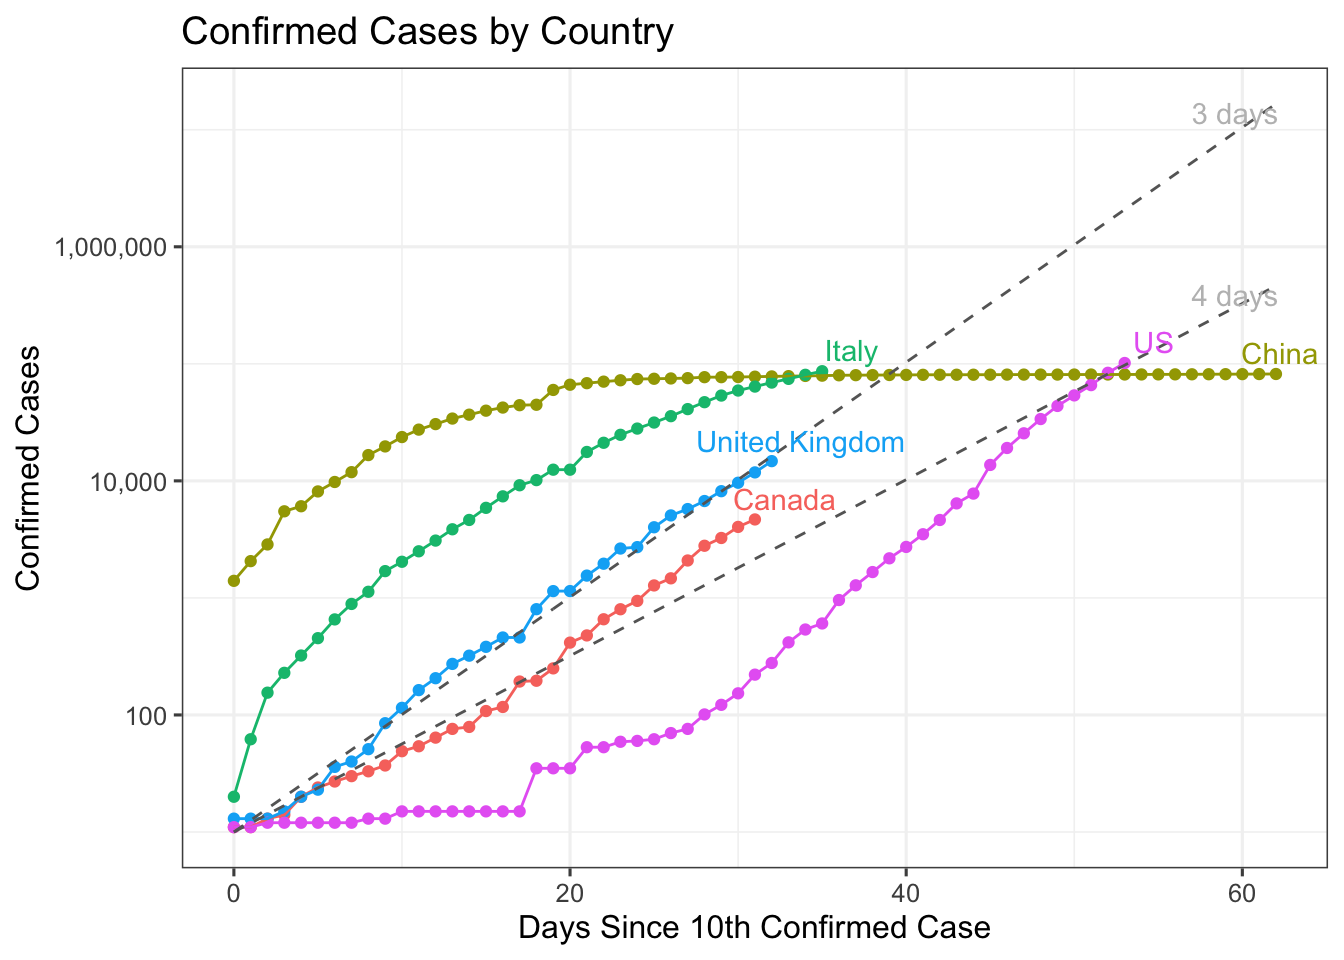 Confirmed Cases by Country
3 days
1,000,000
4 days
US
Italy
China
United Kingdom
10,000
Canada
Confirmed Cases
100
0 20 40 60
Days Since 10th Confirmed Case